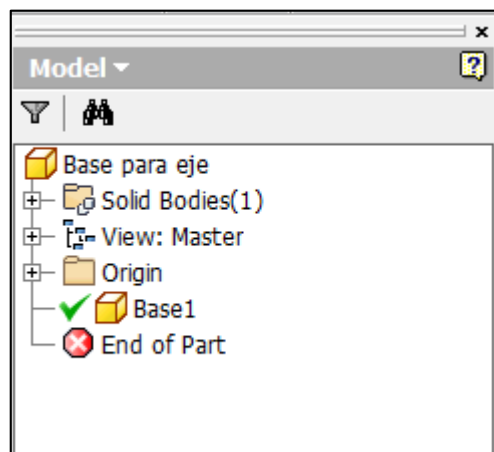 Model
Base para eje
Solid Bodies(1)
View: Master
Origin
Base1
End of Part